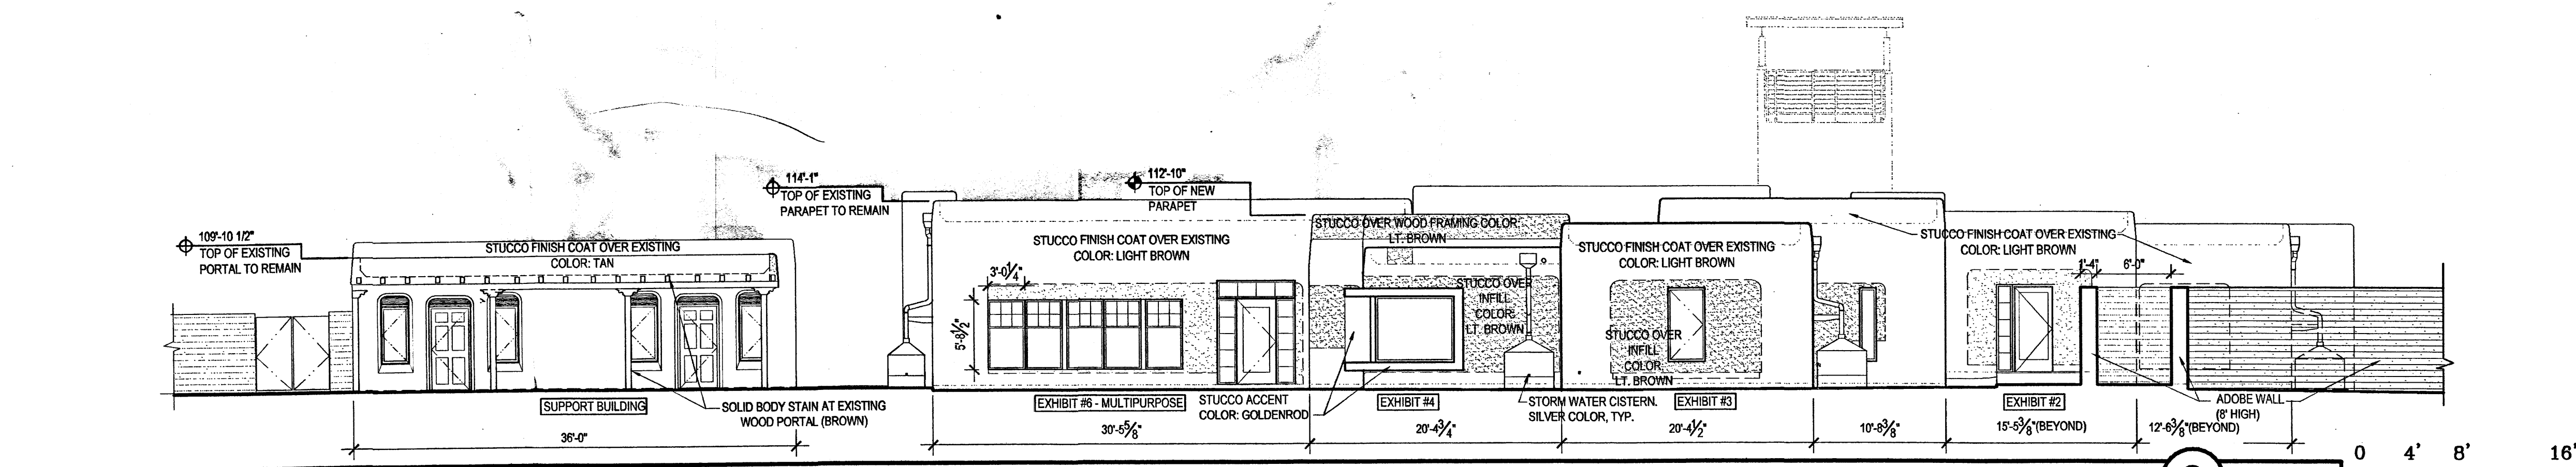 114'-1"
TOP OF EXISTING
PARAPET TO REMAIN
112'-10"
TOP OF NEW
PARAPET
109'-10 1/2"
TOP OF EXISTING
PORTAL TO REMAIN
STUCCO FINISH COAT OVER EXISTING
COLOR: TAN
STUCCO FINISH COAT OVER EXISTING
COLOR: LIGHT BROWN
3'-0 1/4"
5'-8 1/2"
STUCCO OVER WOOD FRAMING COLOR:
LT. BROWN
STUCCO OVER
INFILL
COLOR:
LT. BROWN
STUCCO FINISH COAT OVER EXISTING
COLOR: LIGHT BROWN
STUCCO OVER
INFILL
COLOR
LT. BROWN
STUCCO FINISH COAT OVER EXISTING
COLOR: LIGHT BROWN
1'-4"
6'-0"
SUPPORT BUILDING
SOLID BODY STAIN AT EXISTING
WOOD PORTAL (BROWN)
EXHIBIT #6 - MULTIPURPOSE
STUCCO ACCENT
COLOR: GOLDENROD
EXHIBIT #4
STORM WATER CISTERN.
SILVER COLOR, TYP.
EXHIBIT #3
EXHIBIT #2
ADOBE WALL
(8' HIGH)
36'-0"
30'-5 5/8"
20'-4 3/4"
20'-4 1/2"
10'-8 3/8"
15'-5 3/8" (BEYOND)
12'-6 3/8" (BEYOND)
0 4' 8' 16'